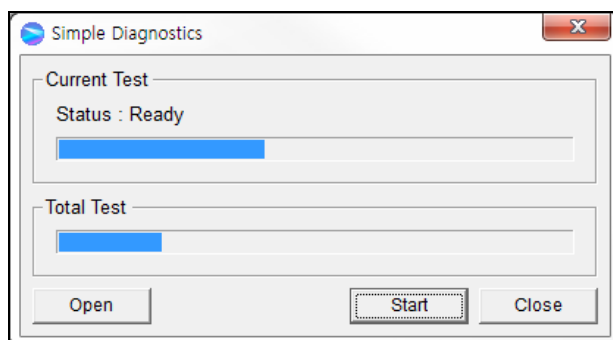 Simple Diagnostics
Current Test
Status : Ready
Total Test
Open Start Close